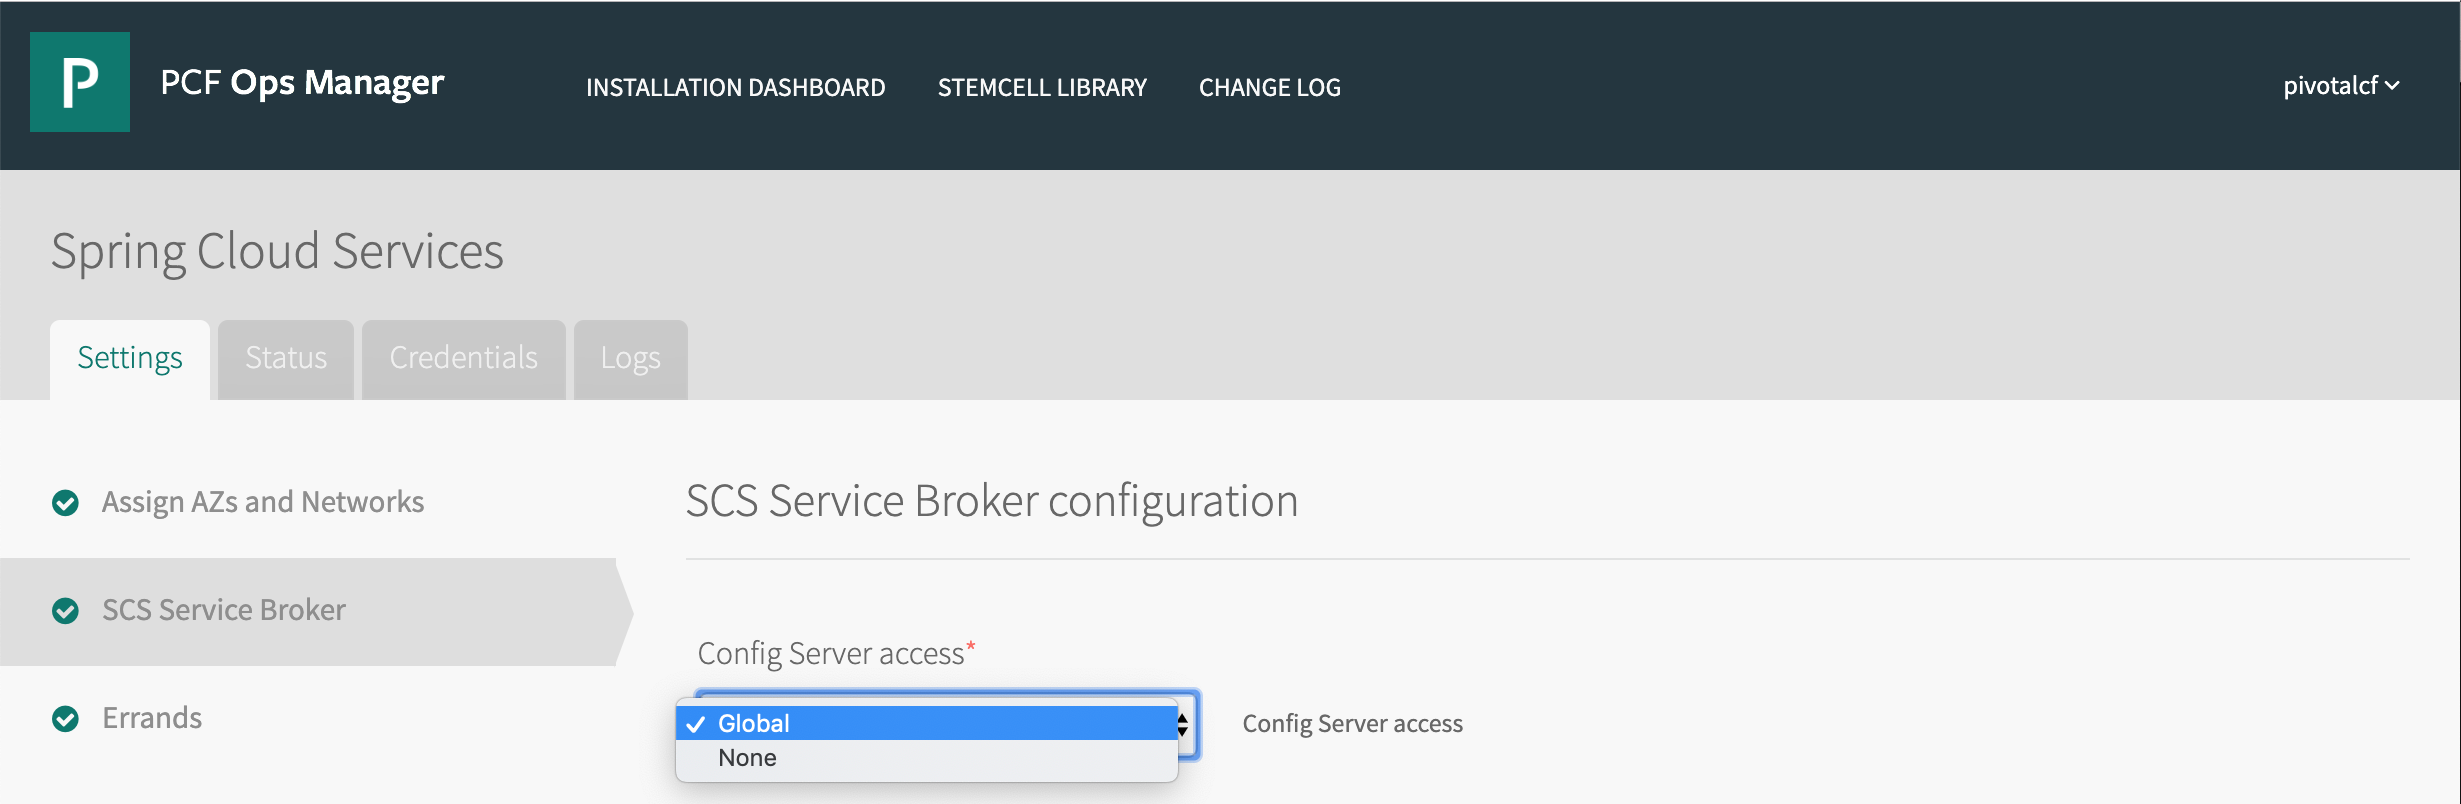 P
PCF Ops Manager
INSTALLATION DASHBOARD
STEMCELL LIBRARY
CHANGE LOG
pivotalcf
Spring Cloud Services
Settings
Status
Credentials
Logs
Assign AZs and Networks
SCS Service Broker
Errands
SCS Service Broker configuration
Config Server access*
Global
None
Config Server access